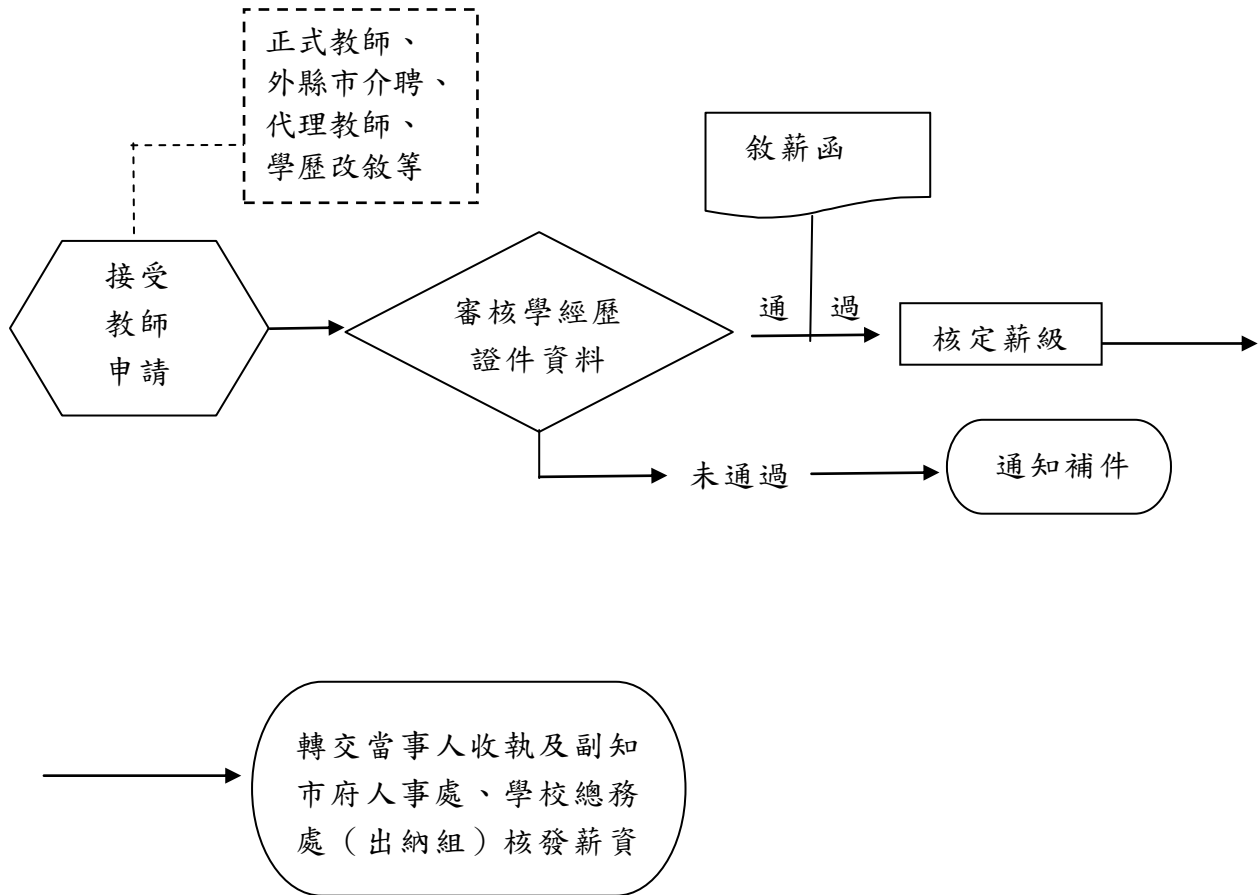 正式教師、
外縣市介聘、
代理教師、
學歷改敘等
敘薪函
接受
教師
申請
審核學經歷
證件資料
通 過
核定薪級
未通過
通知補件
轉交當事人收執及副知
市府人事處、學校總務
處（出納組）核發薪資